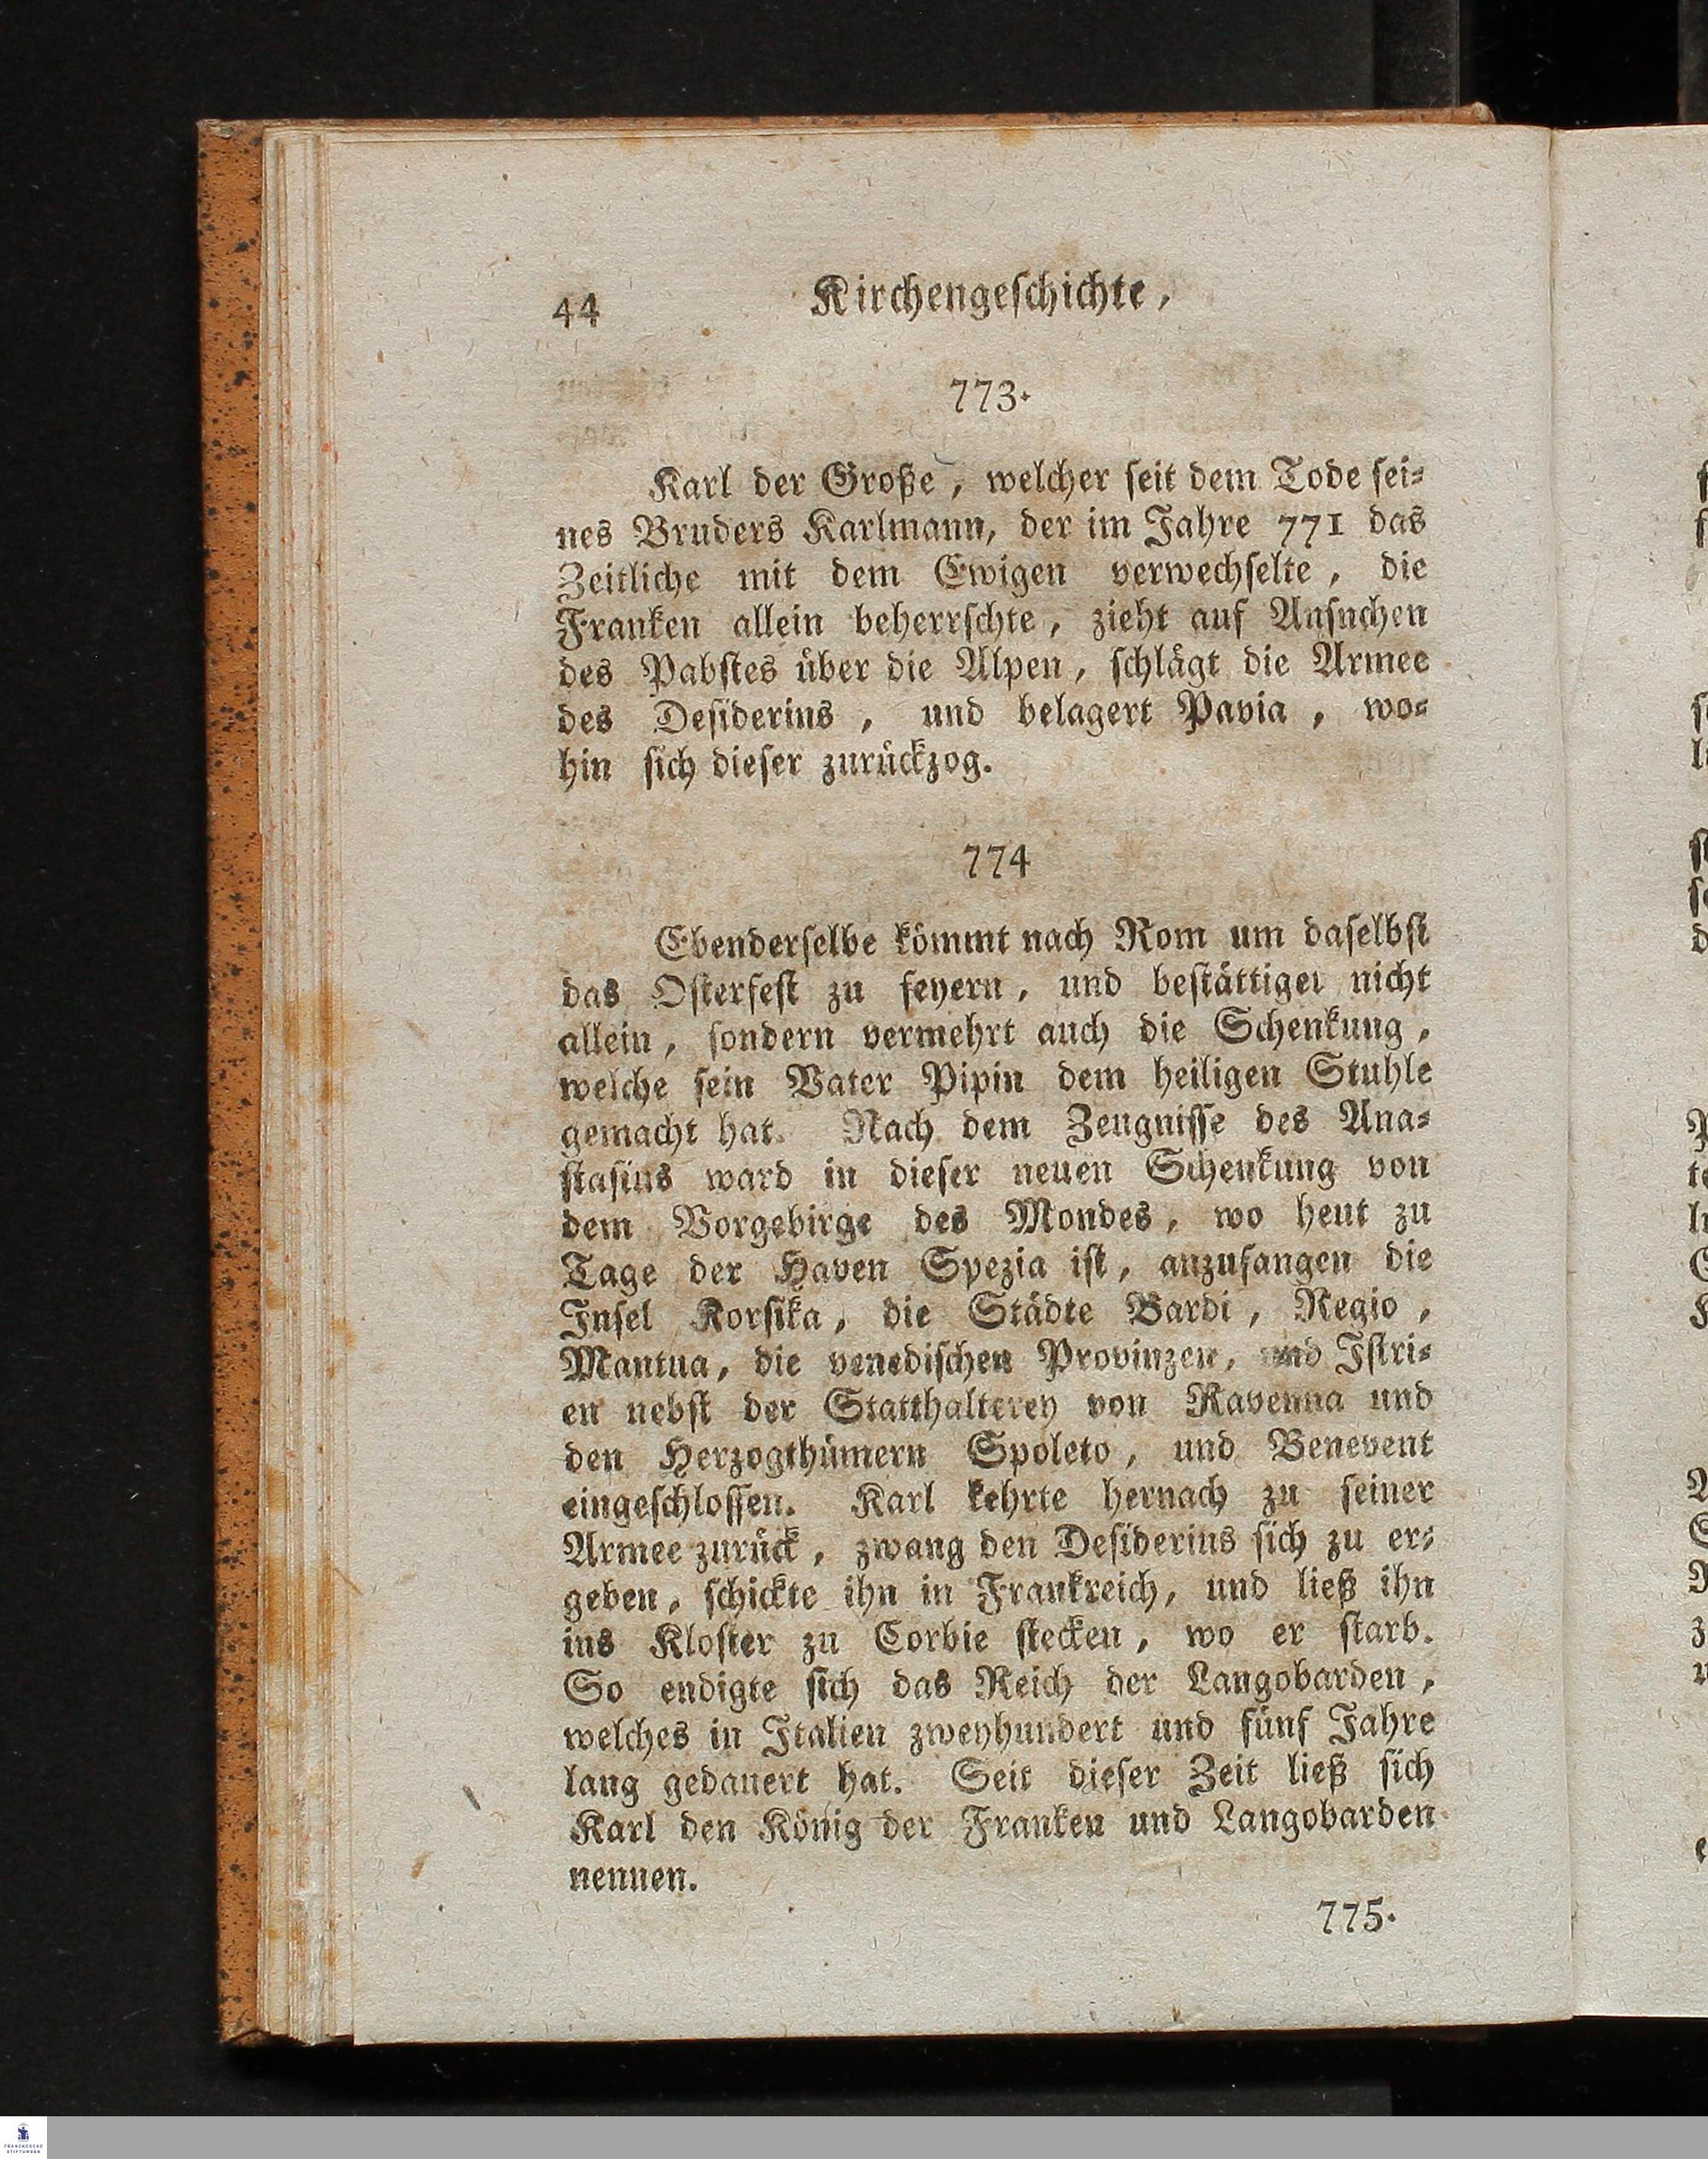 44 Kirchengeschichte,
773.
Karl der Große, welcher seit dem Tode sei⸗
nes Bruders Karlmann, der im Jahre 771 das
Zeitliche mit dem Ewigen verwechselte, die
Franken allein beherrschte, zieht auf Ansuchen
des Pabstes über die Alpen, schlägt die Armee
des Desiderius, und belagert Pavia, wo⸗
hin sich dieser zurückzog.
774
Ebenderselbe kömmt nach Rom um daselbst
das Osterfest zu feyern, und bestättiget nicht
allein, sondern vermehrt auch die Schenkung,
welche sein Vater Pipin dem heiligen Stuhle
gemacht hat. Nach dem Zeugnisse des Ana⸗
stasius ward in dieser neuen Schenkung von
dem Vorgebirge des Mondes, wo heut zu
Tage der Haven Spezia ist, anzufangen die
Insel Korsika, die Städte Bardi, Regio,
Mantua, die venedischen Provinzen, und Istri⸗
en nebst der Statthalterey von Ravenna und
den Herzogthümern Spoleto, und Benevent
eingeschlossen. Karl kehrte hernach zu seiner
Armee zurück, zwang den Desiderius sich zu er⸗
geben, schickte ihn in Frankreich, und ließ ihn
ins Kloster zu Corbie stecken, wo er starb.
So endigte sich das Reich der Langobarden,
welches in Italien zweyhundert und fünf Jahre
lang gedauert hat. Seit dieser Zeit ließ sich
Karl den König der Franken und Langobarden
nennen.
775.
FRANCKESCHE
STIFTUNGEN